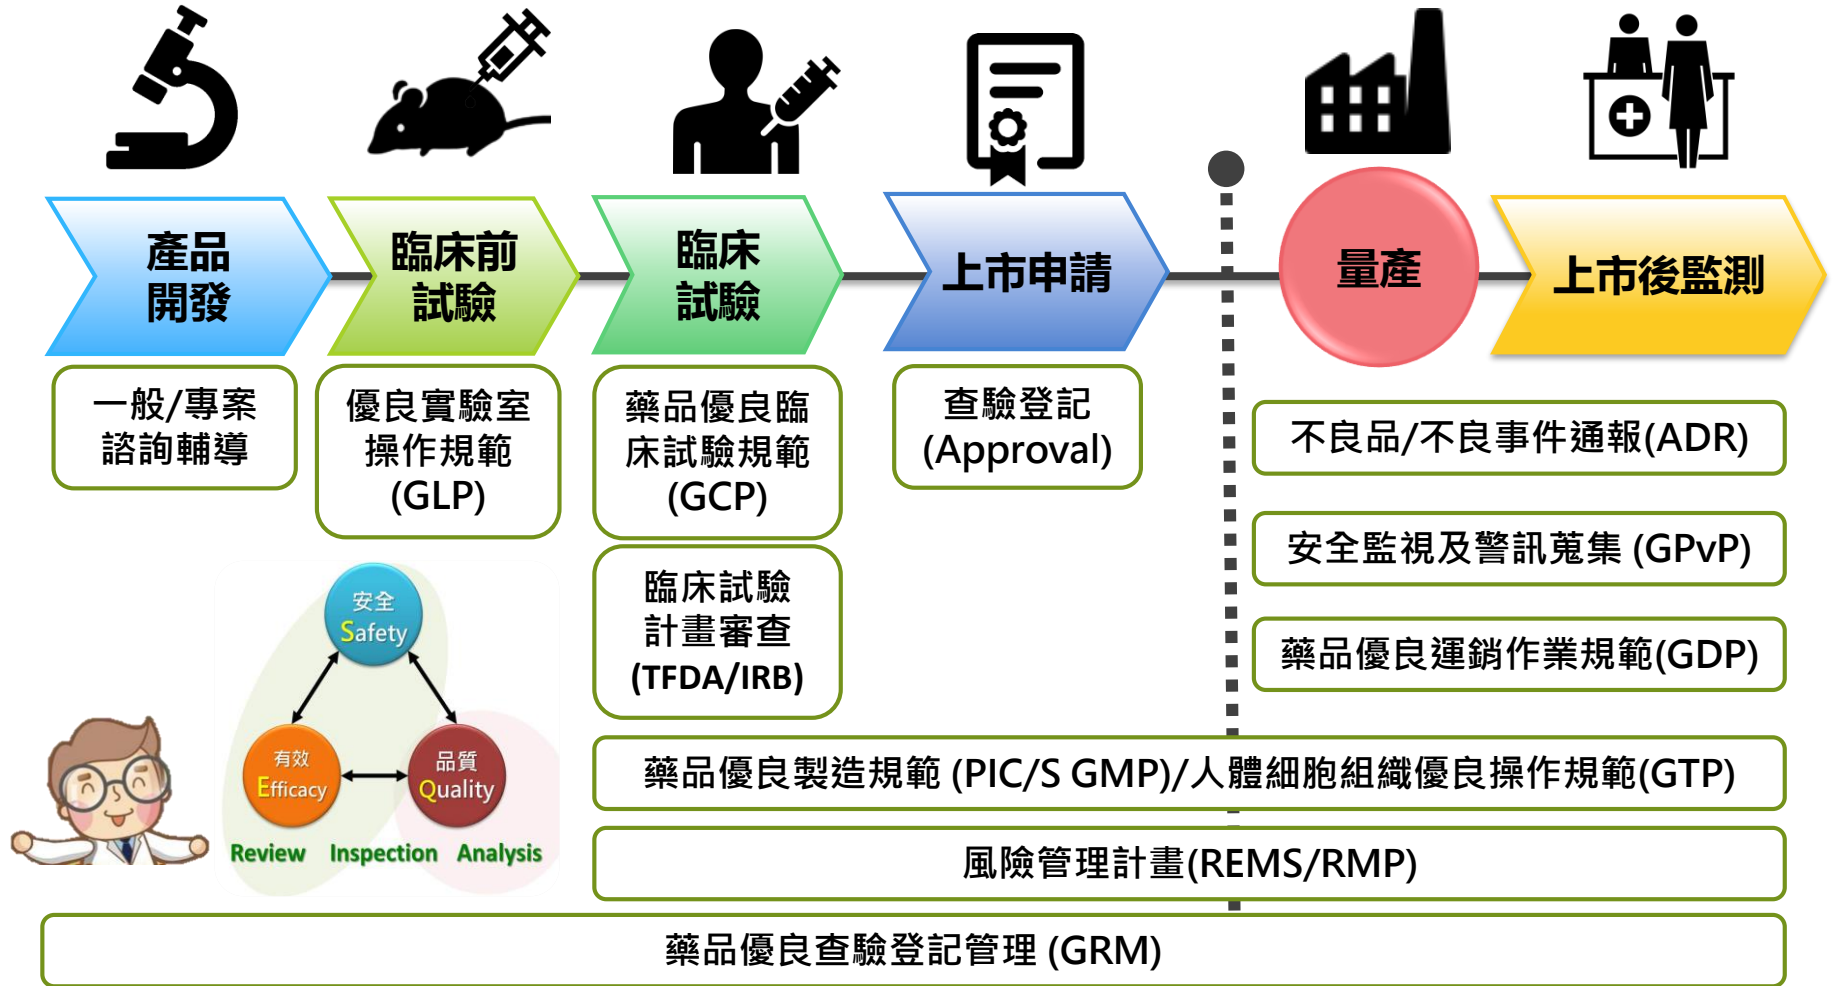 產品
開發
臨床前
試驗
臨床
試驗
上市申請
量產
上市後監測
一般/專案
諮詢輔導
優良實驗室
操作規範
(GLP)
藥品優良臨
床試驗規範
(GCP)
查驗登記
(Approval)
不良品/不良事件通報(ADR)
臨床試驗
計畫審查
(TFDA/IRB)
安全監視及警訊蒐集 (GPvP)
藥品優良運銷作業規範(GDP)
安全
Safety
有效
Efficacy
品質
Quality
Review Inspection Analysis
藥品優良製造規範 (PIC/S GMP)/人體細胞組織優良操作規範(GTP)
風險管理計畫(REMS/RMP)
藥品優良查驗登記管理 (GRM)